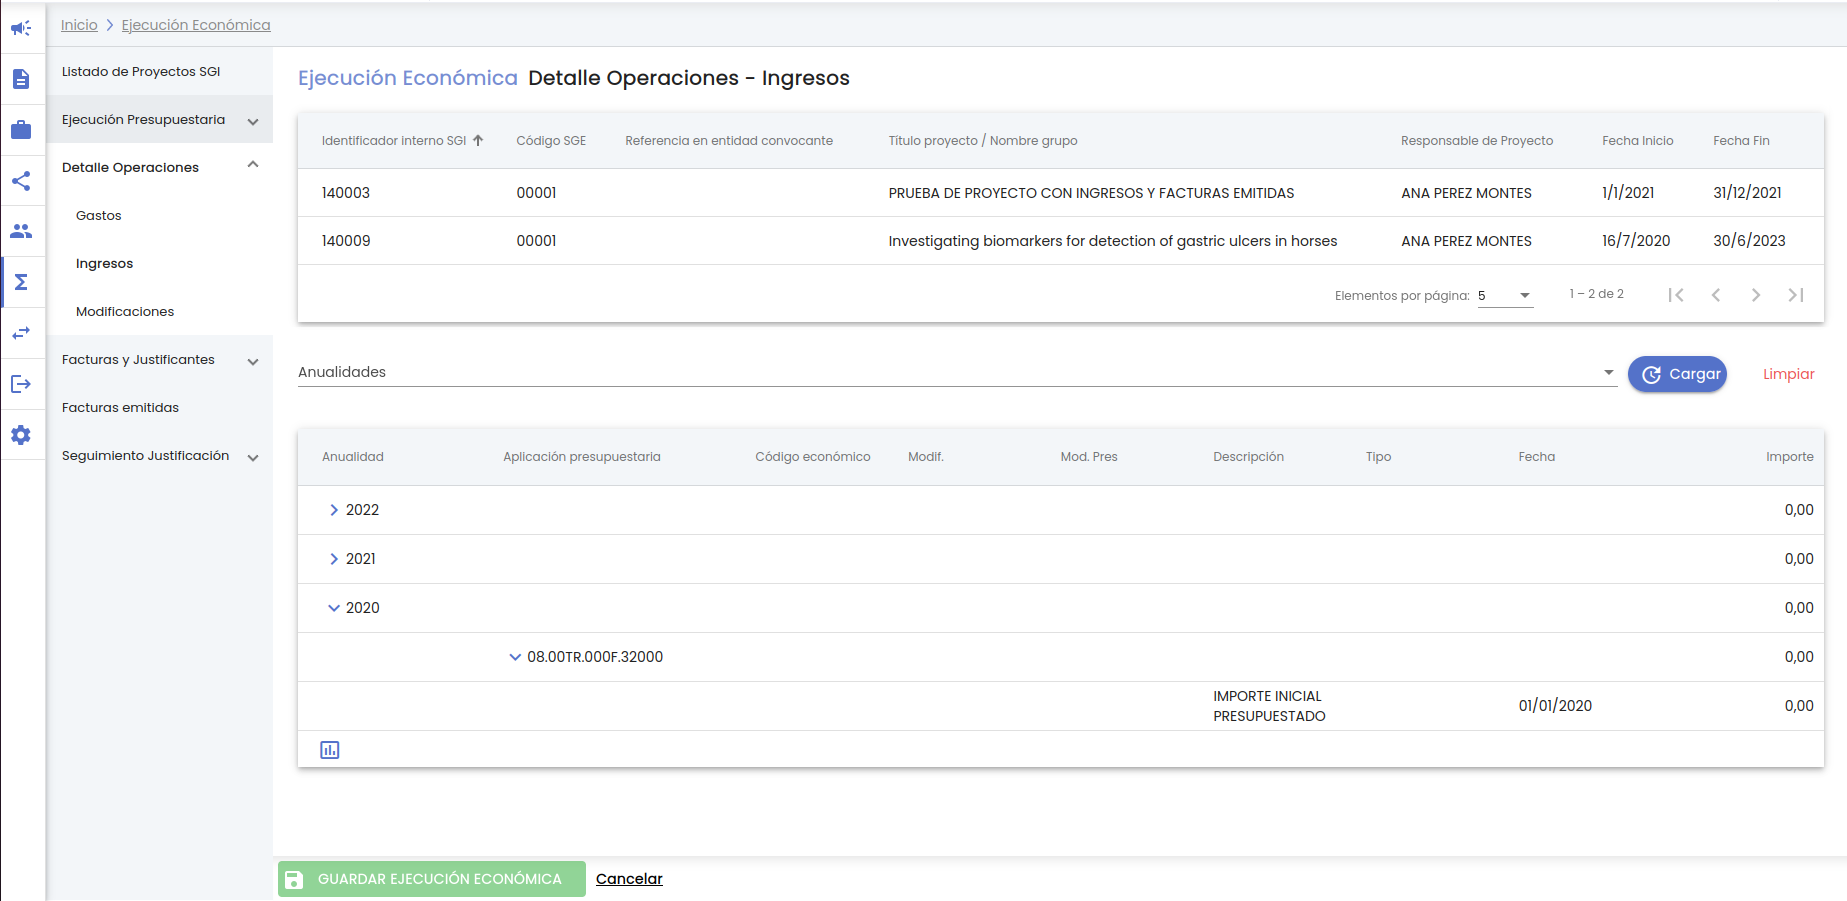 Inicio Ejecución Económica
Listado de Proyectos SGI
Ejecución Presupuestaria
Detalle Operaciones
Gastos
Ingresos
Modificaciones
Facturas y Justificantes
Facturas emitidas
Seguimiento Justificación
Ejecución Económica Detalle Operaciones - Ingresos
Identificador interno SGI Código SGE Referencia en entidad convocante Título proyecto / Nombre grupo Responsable de Proyecto Fecha Inicio Fecha Fin
140003 00001 PRUEBA DE PROYECTO CON INGRESOS Y FACTURAS EMITIDAS ANA PEREZ MONTES 1/1/2021 31/12/2021
140009 00001 Investigating biomarkers for detection of gastric ulcers in horses ANA PEREZ MONTES 16/7/2020 30/6/2023
Elementos por página: 5 1 – 2 de 2
Anualidades Cargar Limpiar
Anualidad Aplicación presupuestaria Código económico Modif. Mod. Pres Descripción Tipo Fecha Importe
2022 0,00
2021 0,00
2020 0,00
08.00TR.000F.32000 0,00
IMPORTE INICIAL
PRESUPUESTADO 01/01/2020 0,00
GUARDAR EJECUCIÓN ECONÓMICA Cancelar